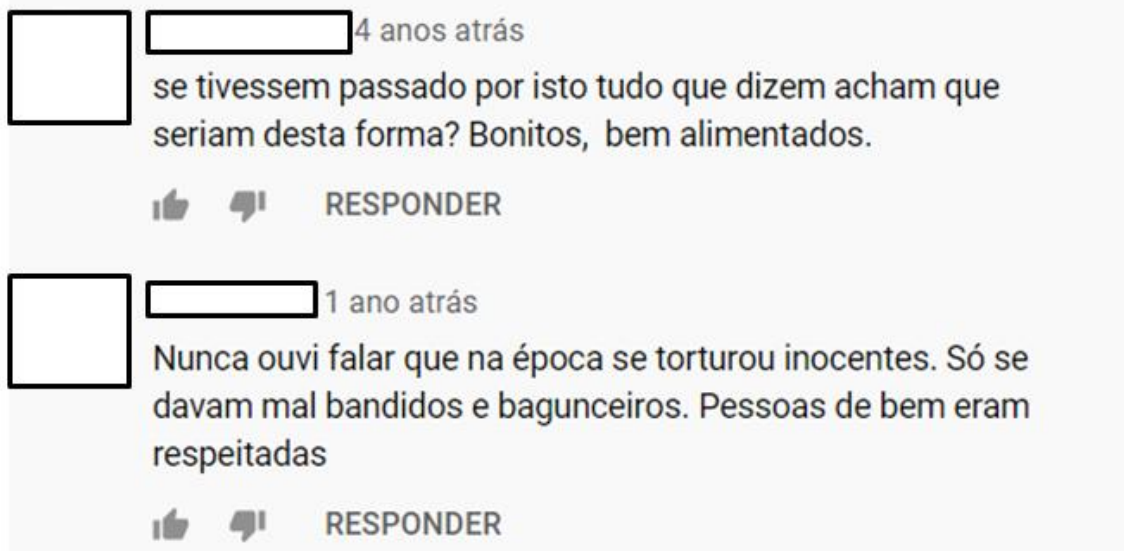 4 anos atrás
se tivessem passado por isto tudo que dizem acham que
seriam desta forma? Bonitos, bem alimentados.
RESPONDER
1 ano atrás
Nunca ouvi falar que na época se torturou inocentes. Só se
davam mal bandidos e bagunceiros. Pessoas de bem eram
respeitadas
RESPONDER